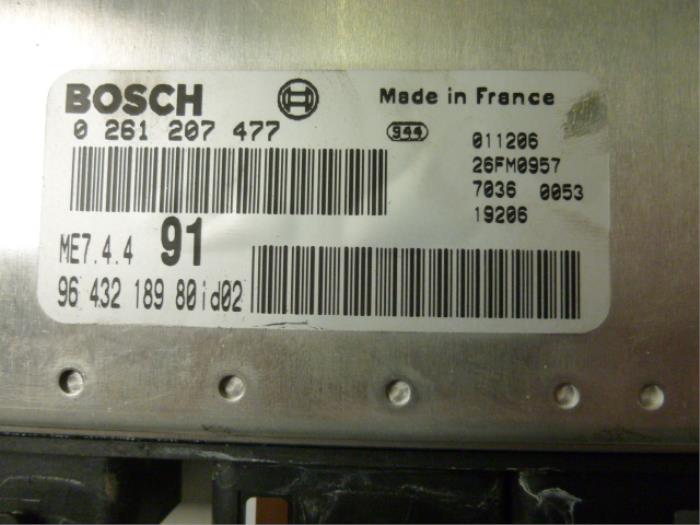 BOSCH
Made in France
0 261 207 477
944
011206
26FM0957
7036 0053
19206
ME7.4.4 91
96 432 189 80id02